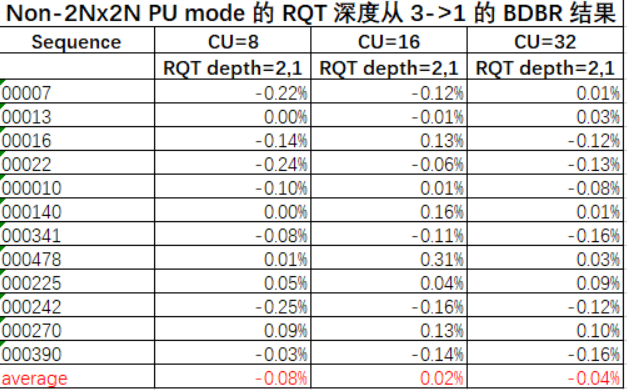 Non-2Nx2N PU mode 的 RQT 深度从 3->1 的 BDBR 结果
Sequence CU=8 CU=16 CU=32
RQT depth=2,1 RQT depth=2,1 RQT depth=2,1
00007 -0.22% -0.12% 0.01%
00013 0.00% -0.01% 0.03%
00016 -0.14% 0.13% -0.12%
00022 -0.24% -0.06% -0.13%
000010 -0.10% 0.01% -0.08%
000140 0.00% 0.16% 0.01%
000341 -0.08% -0.11% -0.16%
000478 0.01% 0.31% 0.03%
000225 0.05% 0.04% 0.09%
000242 -0.25% -0.16% -0.12%
000270 0.09% 0.13% 0.10%
000390 -0.03% -0.14% -0.16%
average -0.08% 0.02% -0.04%